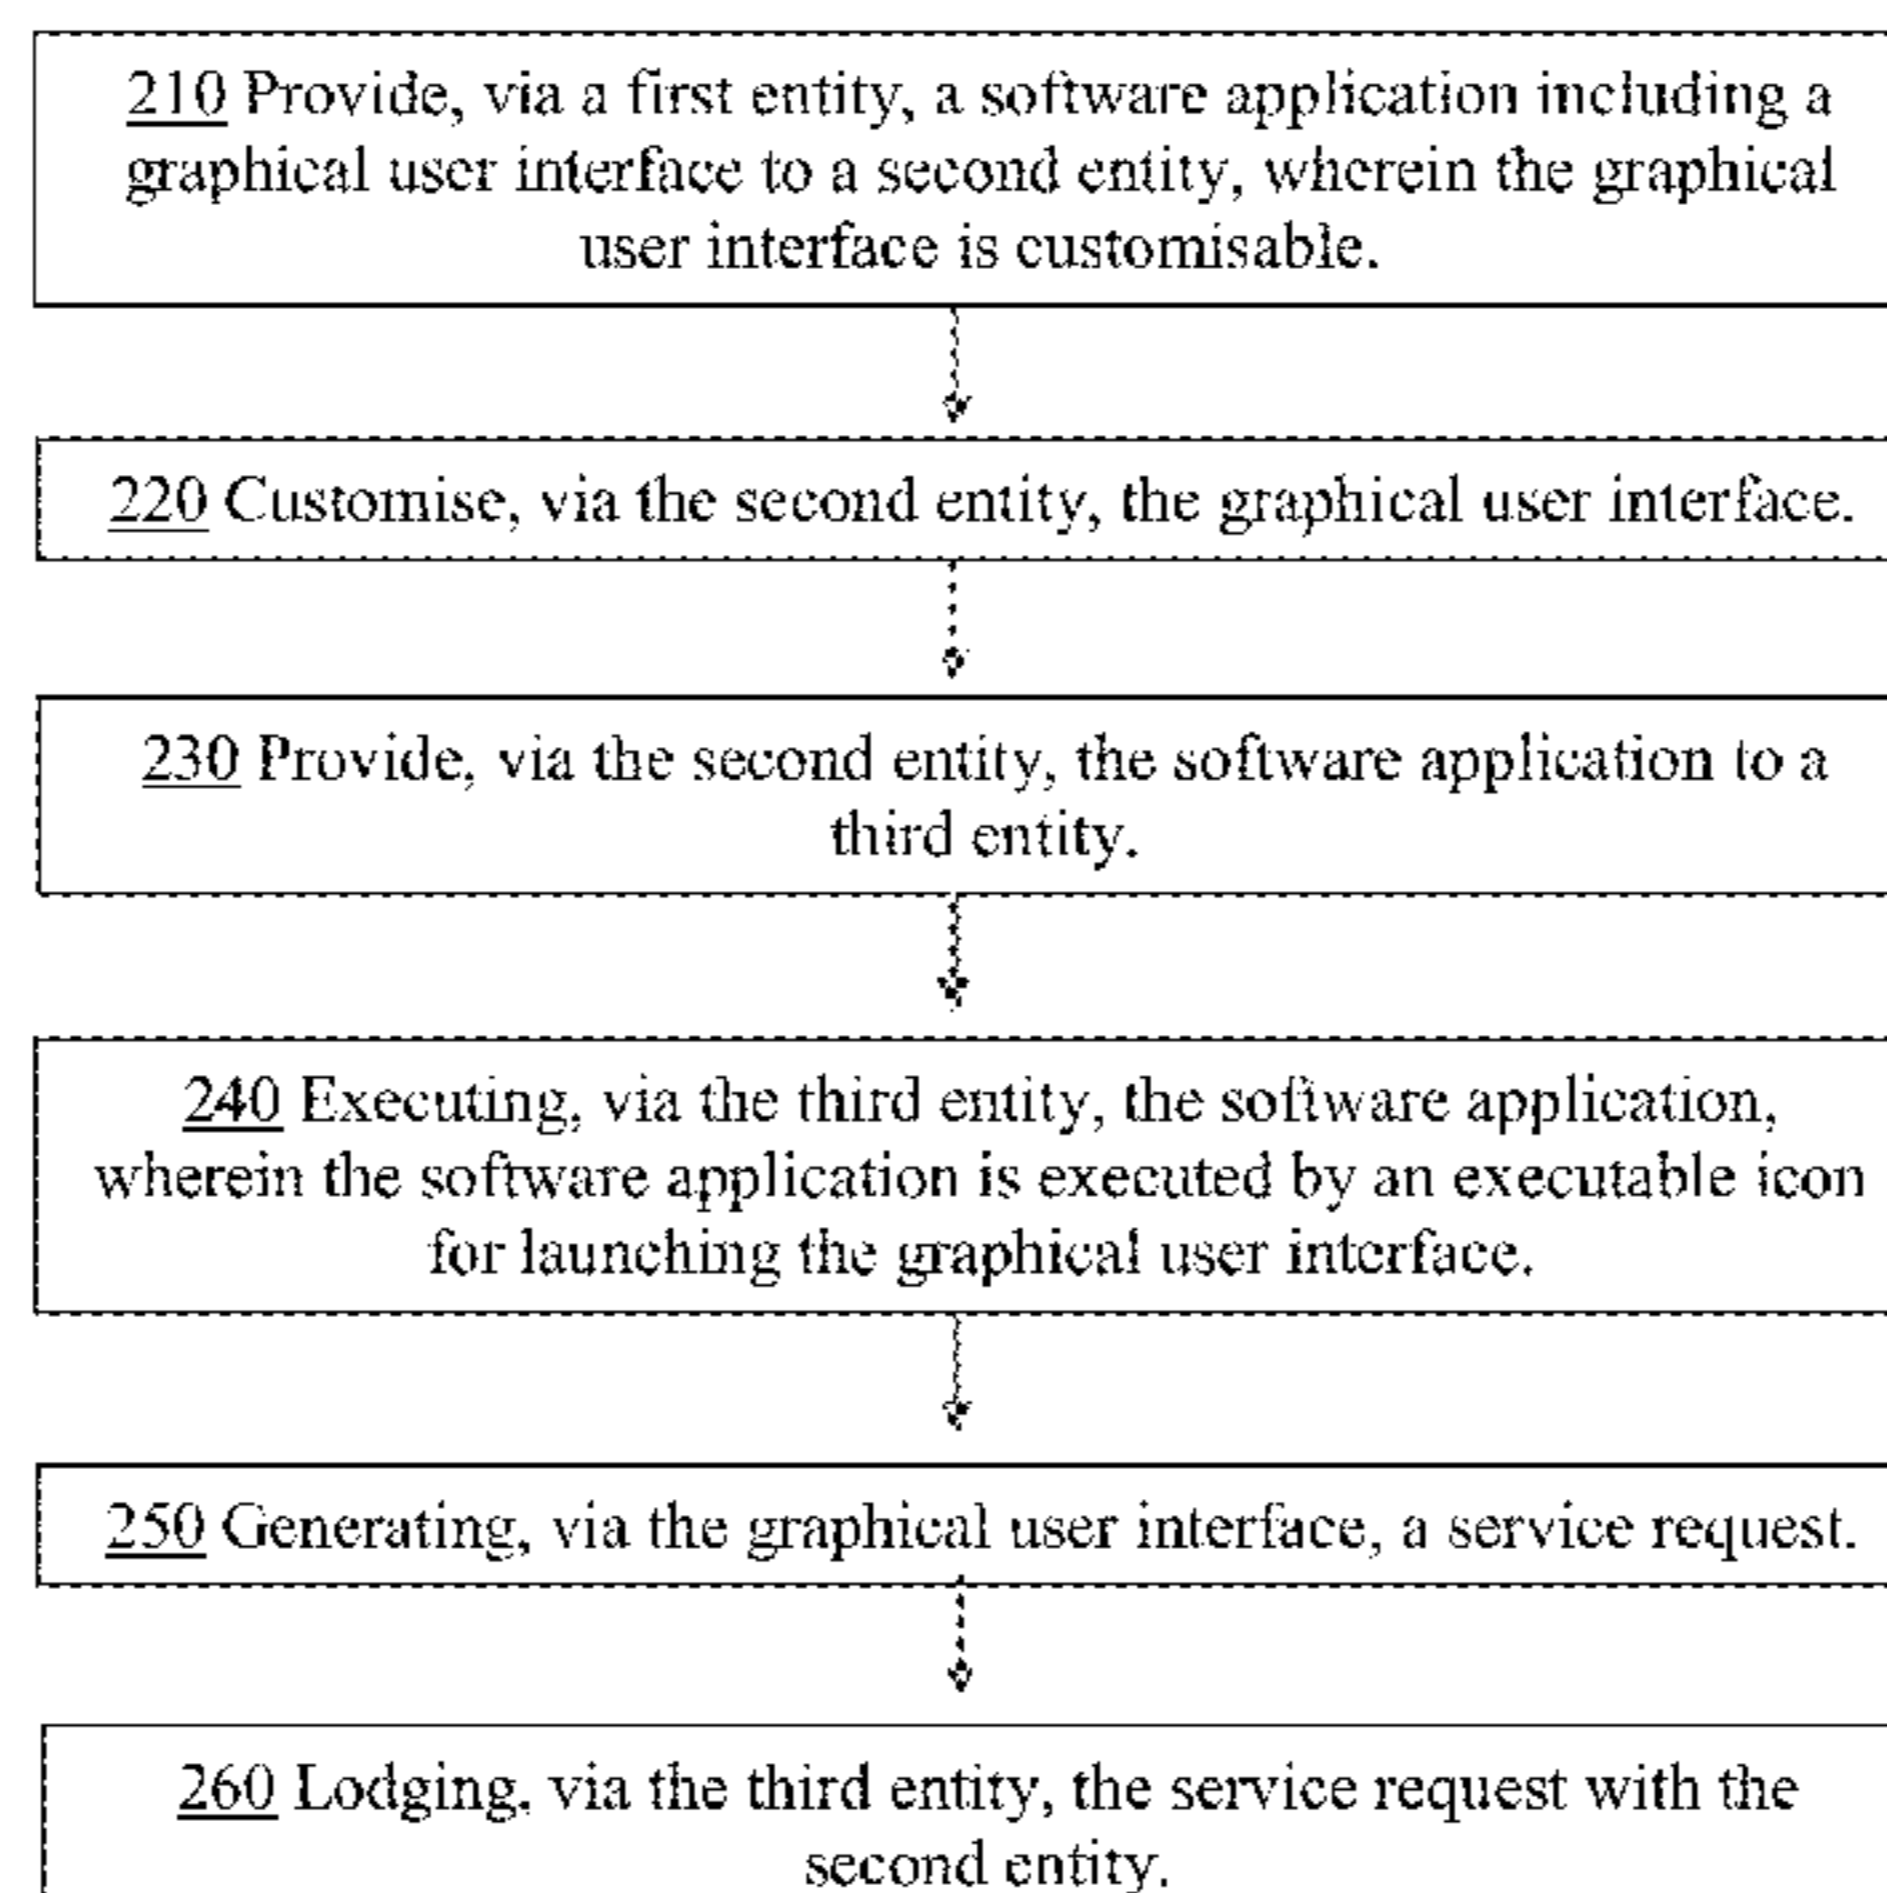 210 Provide, via a first entity, a software application including a
graphical user interface to a second entity, wherein the graphical
user interface is customisable.
220 Customise, via the second entity, the graphical user interface.
230 Provide, via the second entity, the software application to a
third entity.
240 Executing, via the third entity, the software application,
wherein the software application is executed by an executable icon
for launching the graphical user interface.
250 Generating, via the graphical user interface, a service request.
260 Lodging, via the third entity, the service request with the
second entity.